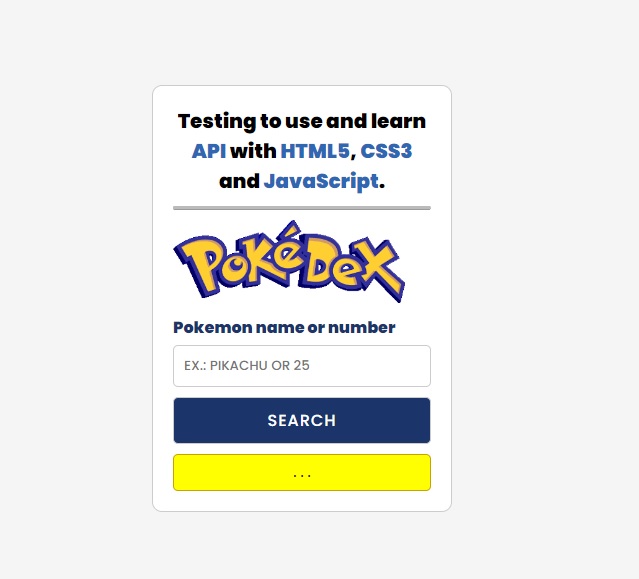 Testing to use and learn
API with HTML5, CSS3
and JavaScript.
POKéDEX
Pokemon name or number
EX.: PIKACHU OR 25
SEARCH
...